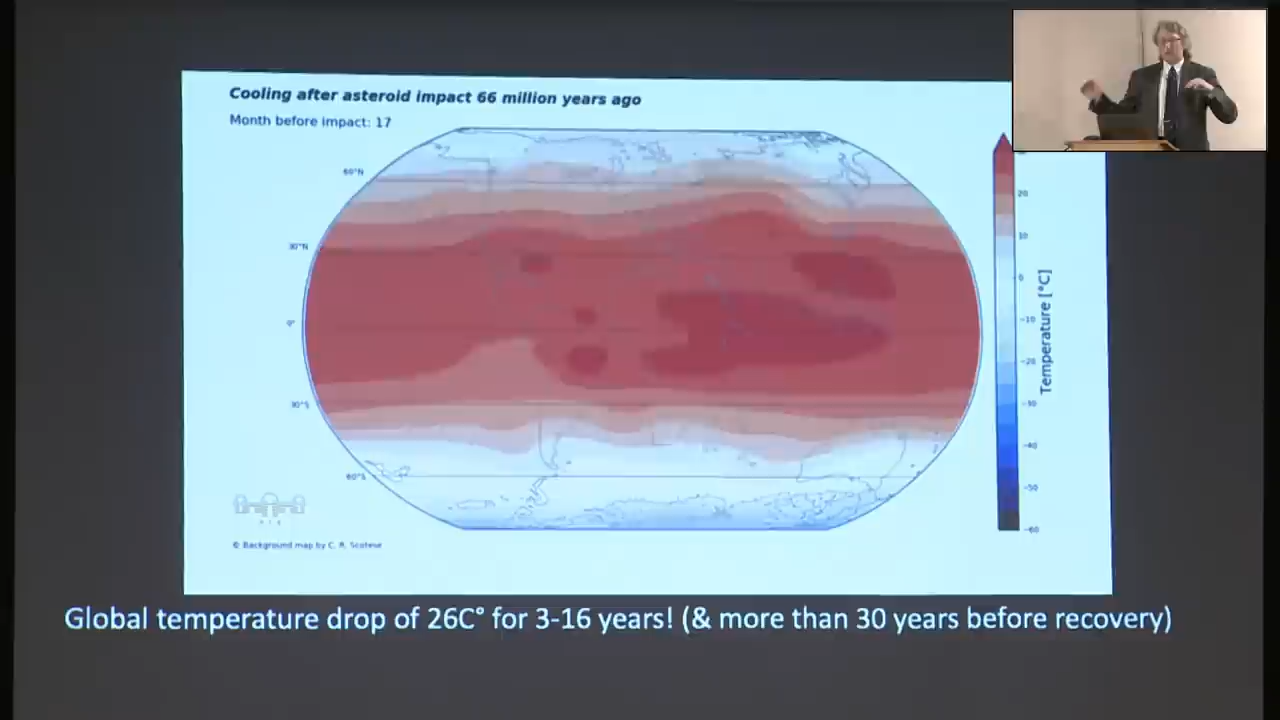 Cooling after asteroid impact 66 million years ago
Month before impact: 17
60°N
30°N
0°
30°S
60°S
20
10
0
-10
-20
-30
-40
-50
-60
Temperature [°C]
© Background map by C. R. Scotese
Global temperature drop of 26C° for 3-16 years! (& more than 30 years before recovery)